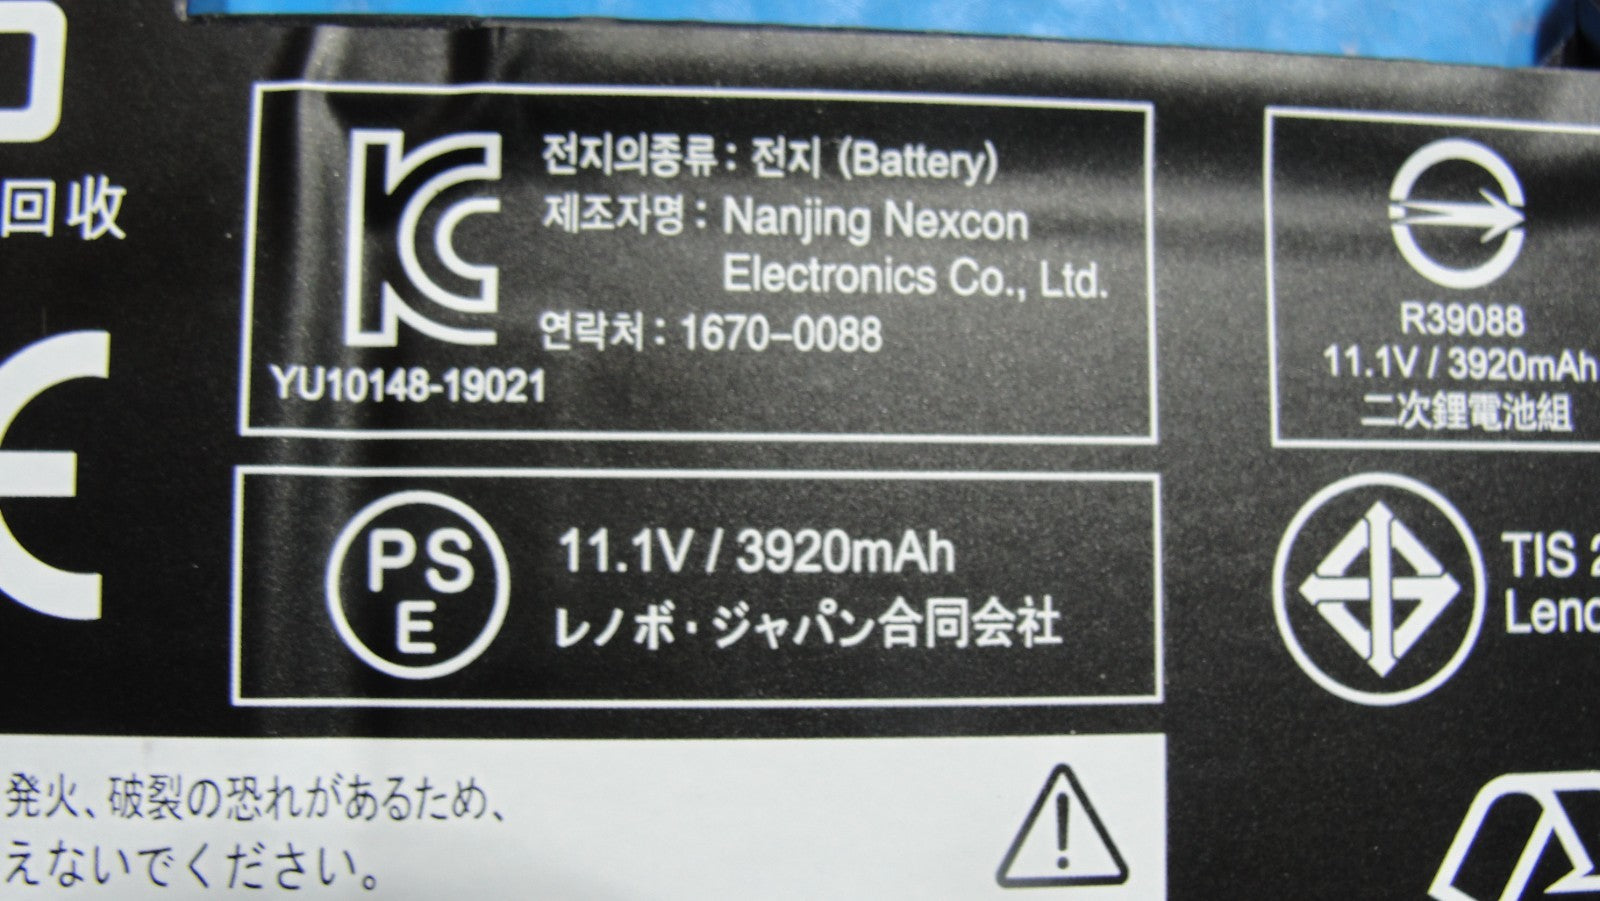 回收
전지의종류 : 전지 (Battery)
제조자명 : Nanjing Nexcon
Electronics Co., Ltd.
연락처 : 1670-0088
YU10148-19021
R39088
11.1V / 3920mAh
二次鋰電池組
PS
E
11.1V / 3920mAh
レノボ・ジャパン合同会社
TIS
発火、破裂の恐れがあるため、
えないでください。